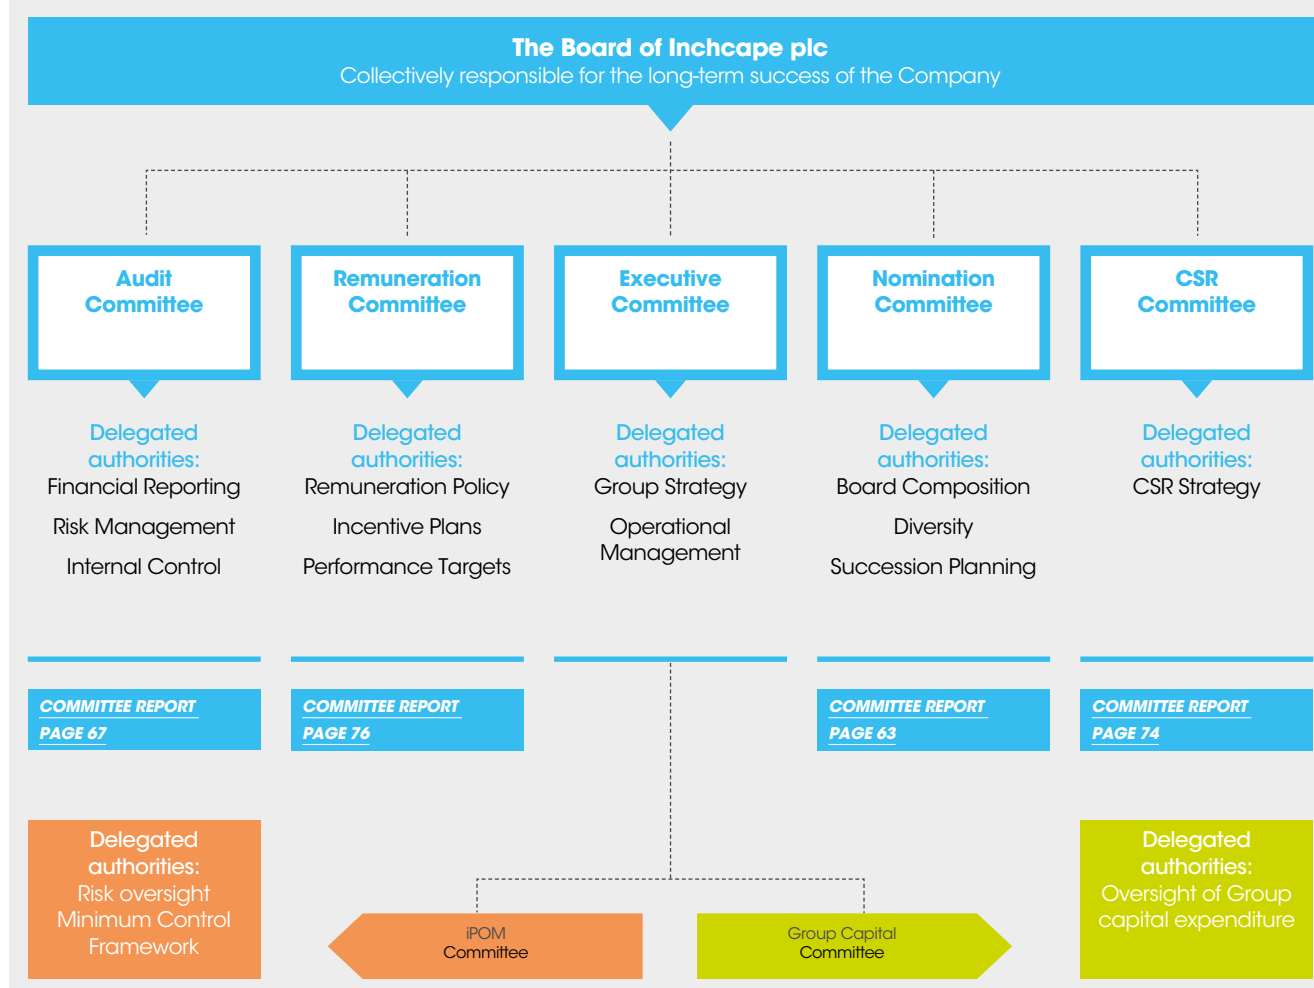 The Board of Inchcape plc
Collectively responsible for the long-term success of the Company
Audit
Committee
Remuneration
Committee
Executive
Committee
Nomination
Committee
CSR
Committee
Delegated
authorities:
Financial Reporting
Risk Management
Internal Control
Delegated
authorities:
Remuneration Policy
Incentive Plans
Performance Targets
Delegated
authorities:
Group Strategy
Operational
Management
Delegated
authorities:
Board Composition
Diversity
Succession Planning
Delegated
authorities:
CSR Strategy
COMMITTEE REPORT
PAGE 67
COMMITTEE REPORT
PAGE 76
COMMITTEE REPORT
PAGE 63
COMMITTEE REPORT
PAGE 74
Delegated
authorities:
Risk oversight
Minimum Control
Framework
iPOM
Committee
Group Capital
Committee
Delegated
authorities:
Oversight of Group
capital expenditure